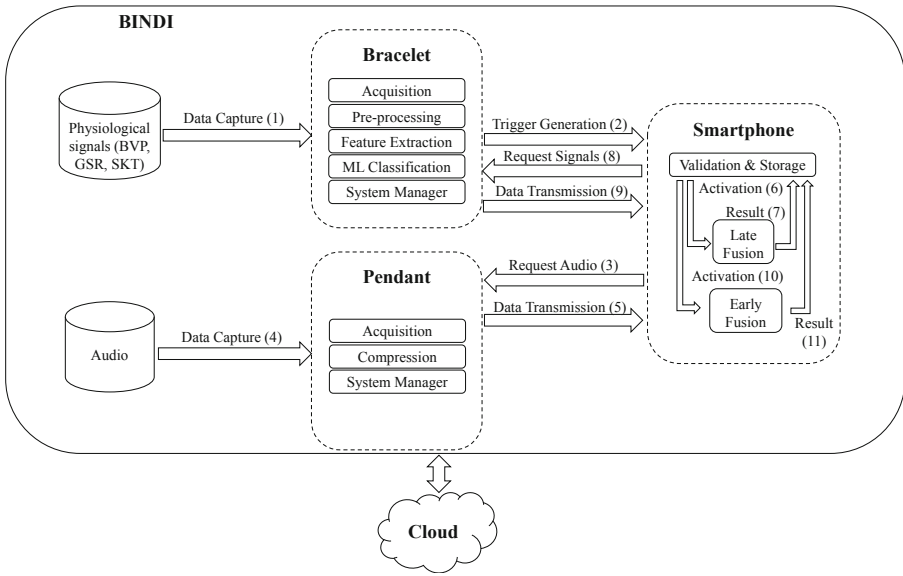 BINDI
Bracelet
Acquisition
Pre-processing
Feature Extraction
ML Classification
System Manager
Physiological
signals (BVP,
GSR, SKT)
Data Capture (1)
Trigger Generation (2)
Request Signals (8)
Data Transmission (9)
Smartphone
Validation & Storage
Activation (6)
Result (7)
Late
Fusion
Activation (10)
Early
Fusion
Result
(11)
Request Audio (3)
Data Transmission (5)
Pendant
Acquisition
Compression
System Manager
Audio
Data Capture (4)
Cloud